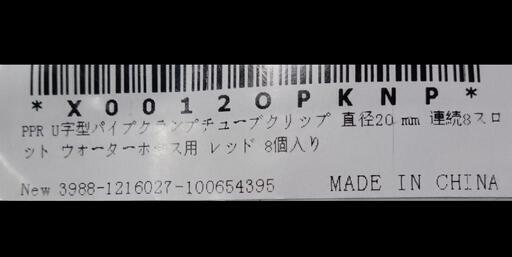 *X0012OPKNP*
PPR U字型パイプクランプチューブクリップ 直径20 mm 連続8スロ
ット ウォーターホース用 レッド 8個入り
New 3988-1216027-100654395 MADE IN CHINA